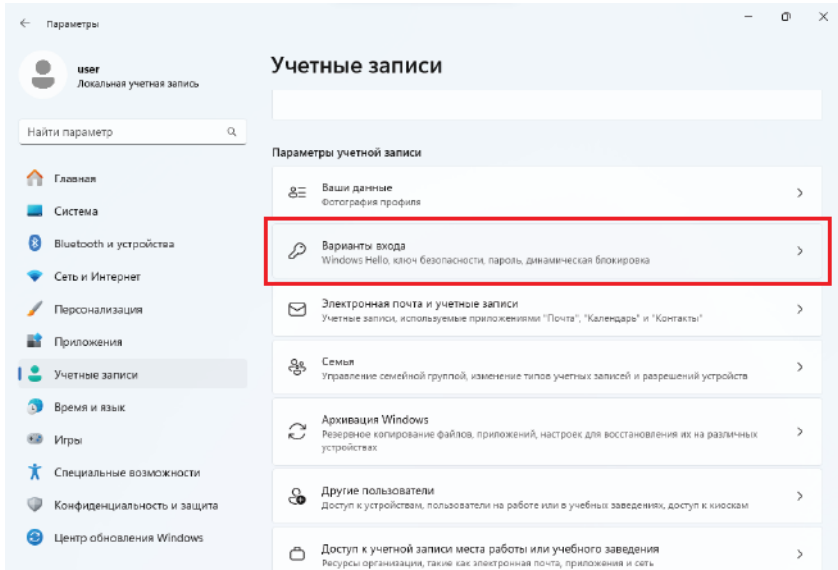 Параметры
user
Локальная учетная запись
Найти параметр
Главная
Система
Bluetooth и устройства
Сеть и Интернет
Персонализация
Приложения
Учетные записи
Время и язык
Игры
Специальные возможности
Конфиденциальность и защита
Центр обновления Windows
Учетные записи
Параметры учетной записи
Ваши данные
Фотография профиля
Варианты входа
Windows Hello, ключ безопасности, пароль, динамическая блокировка
Электронная почта и учетные записи
Учетные записи, используемые приложениями "Почта", "Календарь" и "Контакты"
Семья
Управление семейной группой, изменение типов учетных записей и разрешений устройств
Архивация Windows
Резервное копирование файлов, приложений, настроек для восстановления их на различных
устройствах
Другие пользователи
Доступ к устройствам, пользователи на работе или в учебных заведениях, доступ к киоскам
Доступ к учетной записи места работы или учебного заведения
Ресурсы организации, такие как электронная почта, приложения и сеть